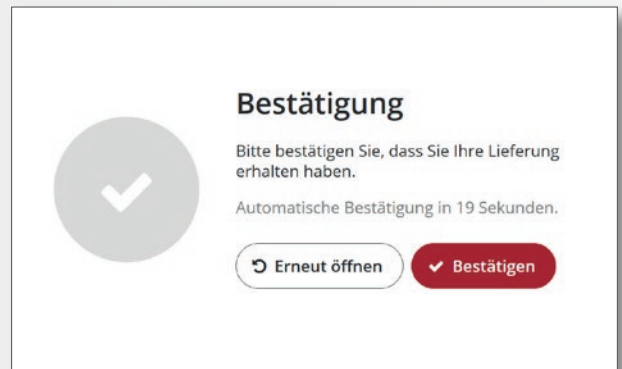 Bestätigung
Bitte bestätigen Sie, dass Sie Ihre Lieferung
erhalten haben.
Automatische Bestätigung in 19 Sekunden.
Erneut öffnen
Bestätigen